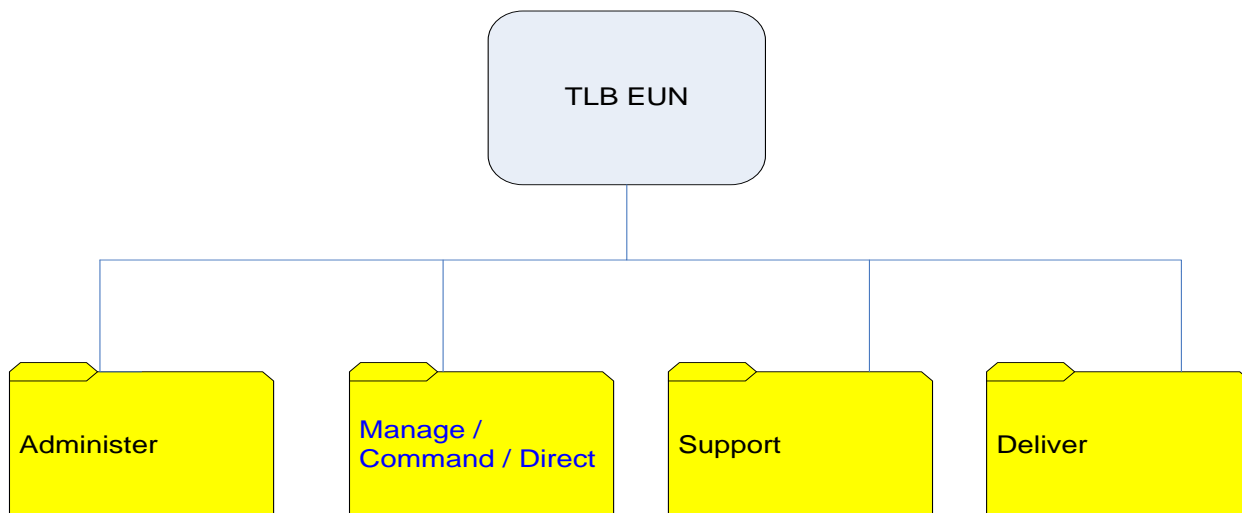 TLB EUN
Administer
Manage /
Command / Direct
Support
Deliver